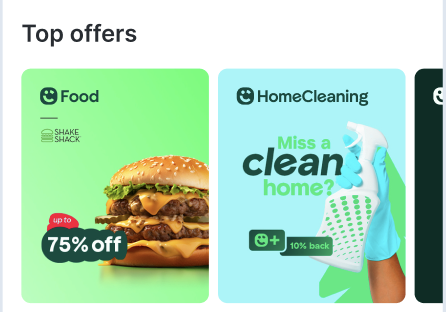 Top offers
Food
SHAKE
SHACK
up to
75% off
HomeCleaning
Miss a
clean
home?
+
10% back